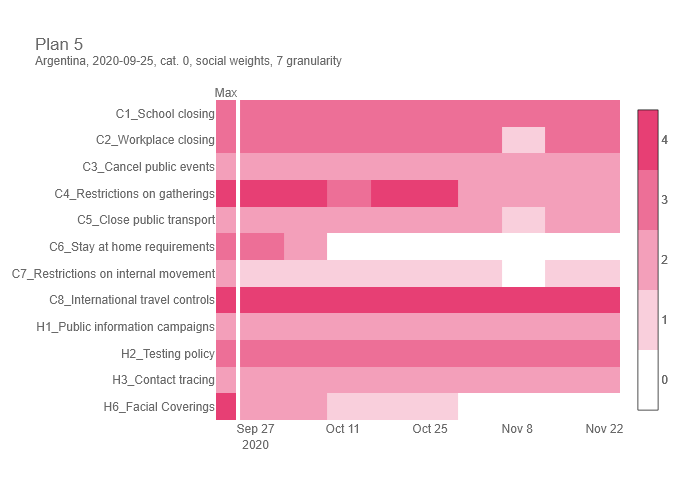 Plan 5
Argentina, 2020-09-25, cat. 0, social weights, 7 granularity
Max
C1_School closing
C2_Workplace closing
C3_Cancel public events
C4_Restrictions on gatherings
C5_Close public transport
C6_Stay at home requirements
C7_Restrictions on internal movement
C8_International travel controls
H1_Public information campaigns
H2_Testing policy
H3_Contact tracing
H6_Facial Coverings
Sep 27 Oct 11 Oct 25 Nov 8 Nov 22
2020
4
3
2
1
0